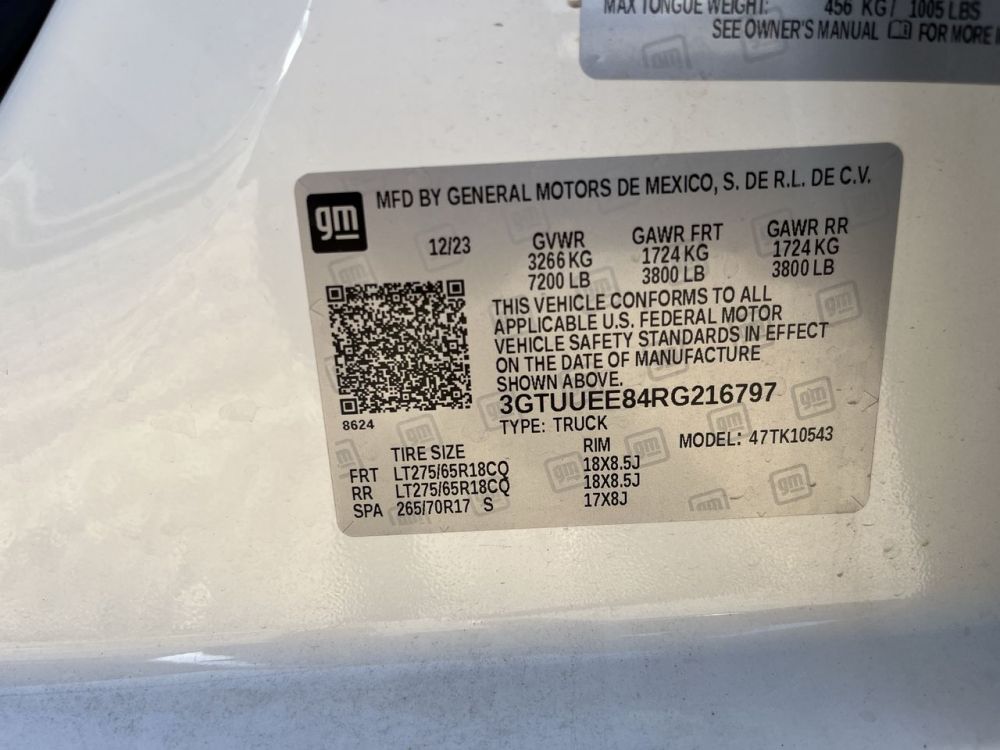 MAX TONGUE WEIGHT: 456 KG/ 1005 LBS
SEE OWNER'S MANUAL FOR MORE
gm
MFD BY GENERAL MOTORS DE MEXICO, S. DE R.L. DE C.V.
12/23 GVWR GAWR FRT GAWR RR
3266 KG 1724 KG 1724 KG
7200 LB 3800 LB 3800 LB
THIS VEHICLE CONFORMS TO ALL
APPLICABLE U.S. FEDERAL MOTOR
VEHICLE SAFETY STANDARDS IN EFFECT
ON THE DATE OF MANUFACTURE
SHOWN ABOVE.
3GTUUEE84RG216797
8624
TYPE: TRUCK MODEL: 47TK10543
TIRE SIZE RIM
FRT LT275/65R18CQ 18X8.5J
RR LT275/65R18CQ 18X8.5J
SPA 265/70R17 S 17X8J